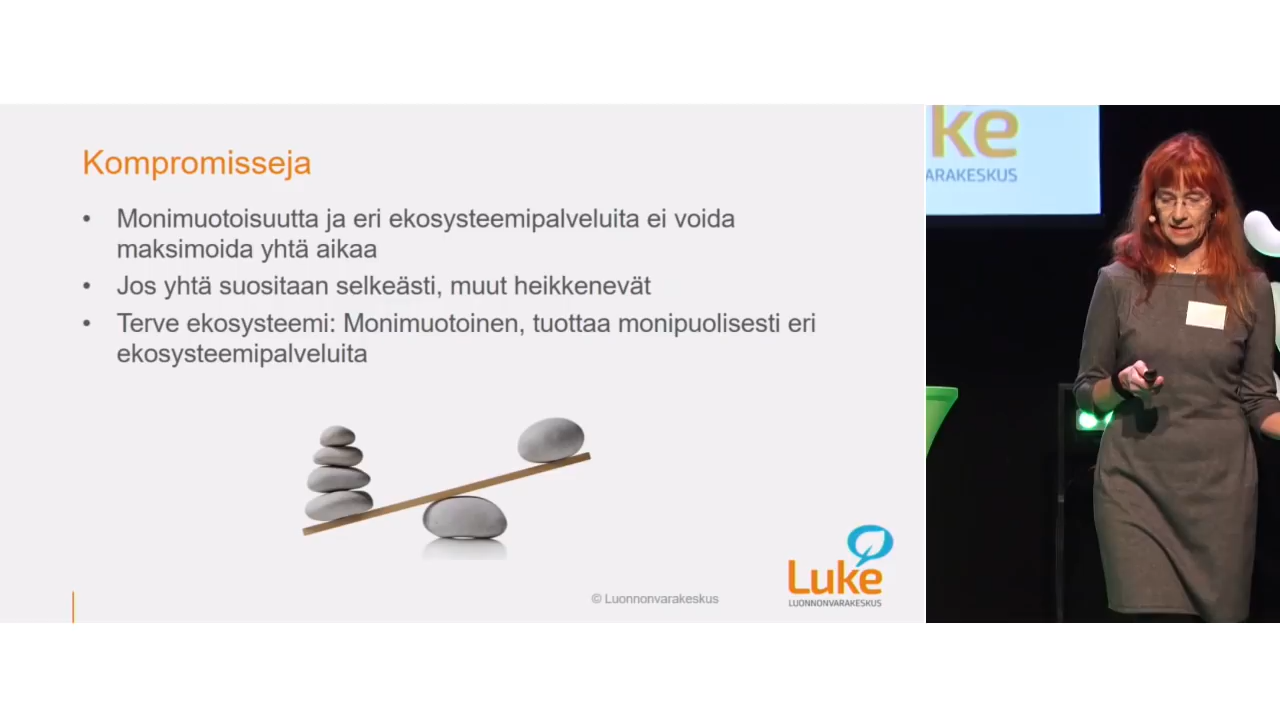 Kompromisseja
• Monimuotoisuutta ja eri ekosysteemipalveluita ei voida
maksimoida yhtä aikaa
• Jos yhtä suositaan selkeästi, muut heikkenevät
• Terve ekosysteemi: Monimuotoinen, tuottaa monipuolisesti eri
ekosysteemipalveluita
© Luonnonvarakeskus
Luke
LUONNONVARAKESKUS
ke
ARAKESKUS